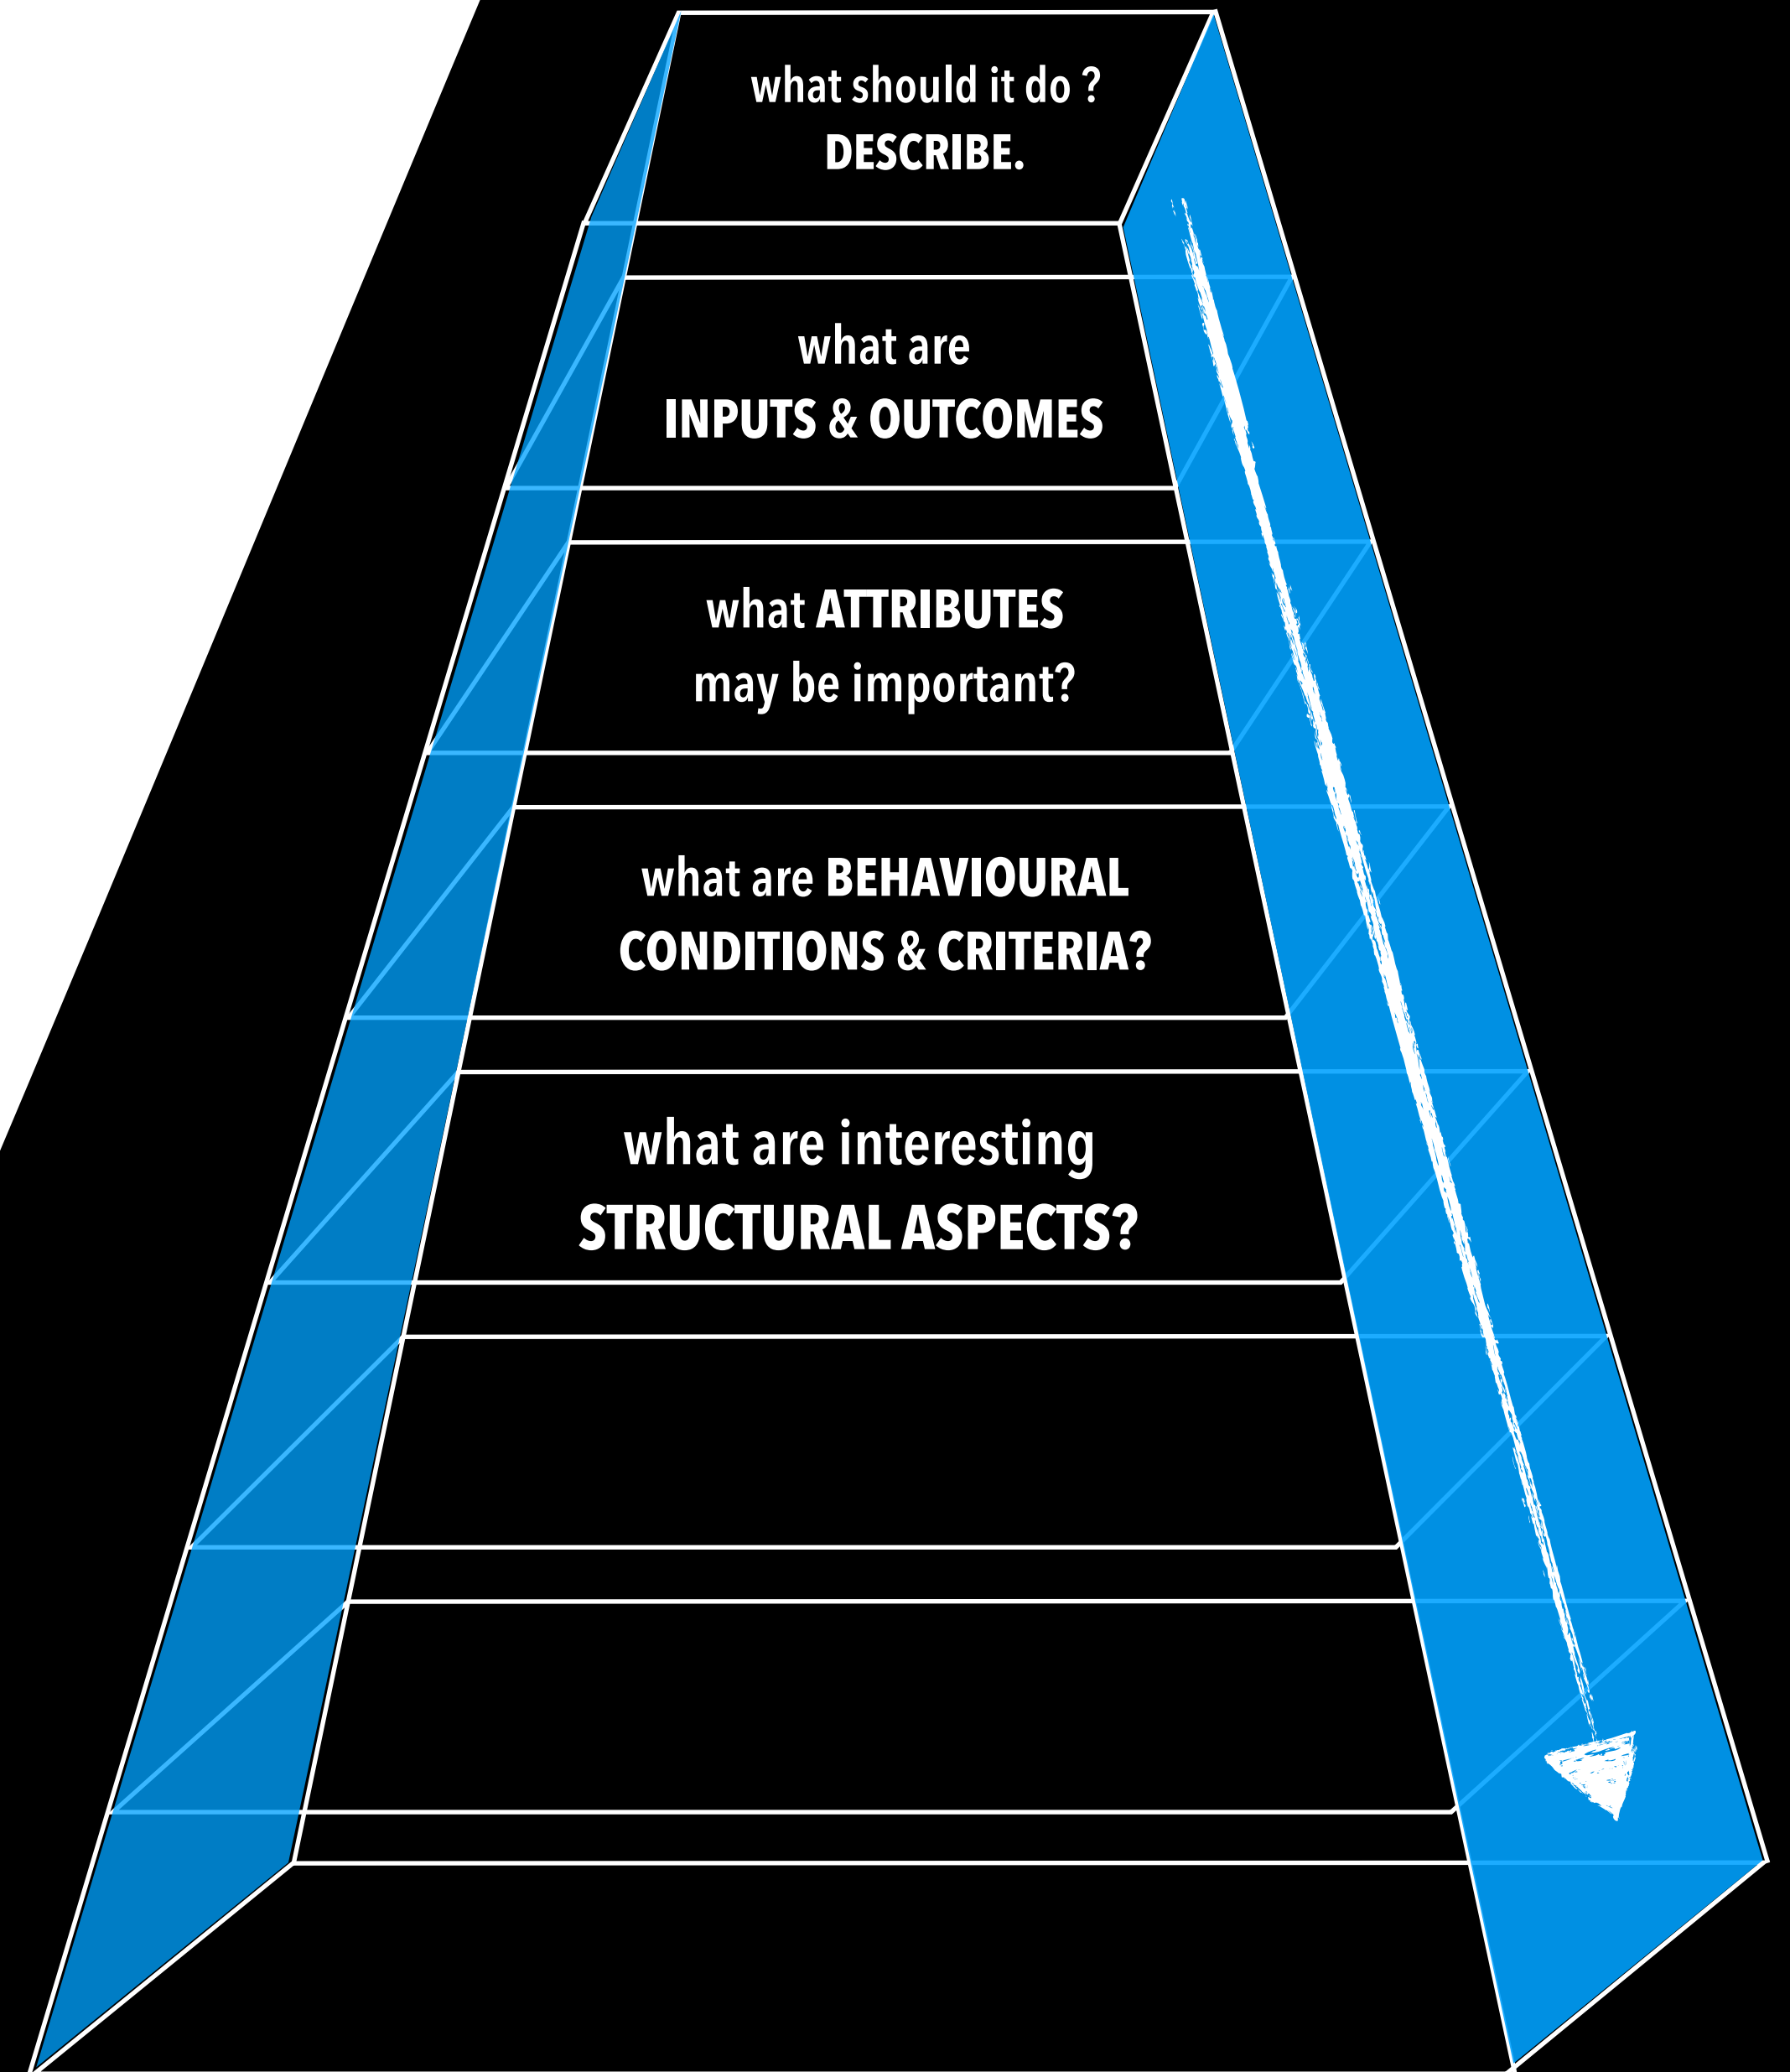 what should it do ?
DESCRIBE.
what are
INPUTS & OUTCOMES
what ATTRIBUTES
may be important?
what are BEHAVIOURAL
CONDITIONS & CRITERIA?
what are interesting
STRUCTURAL ASPECTS?